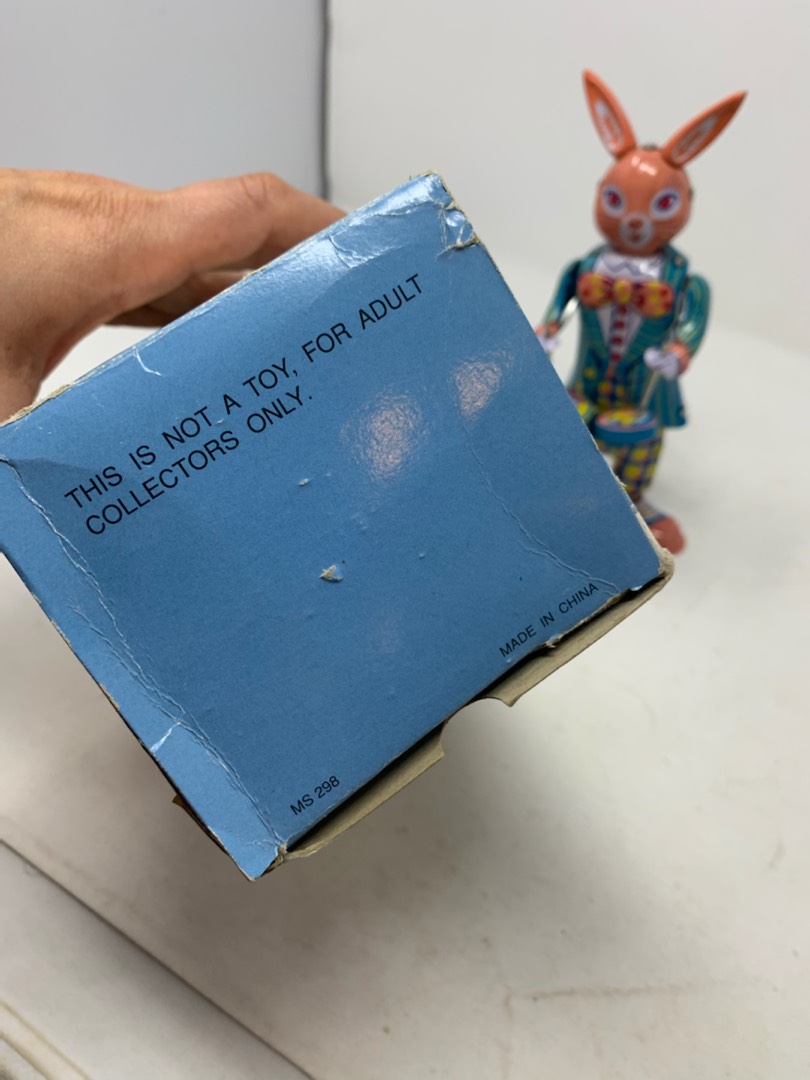 THIS IS NOT A TOY, FOR ADULT
COLLECTORS ONLY.
MADE IN CHINA
MS 298